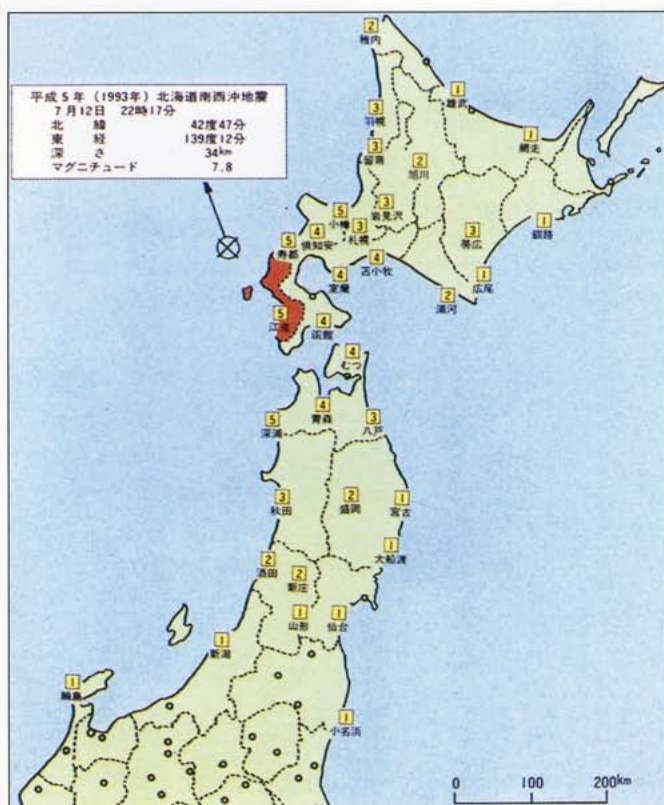 平成5年（1993年）北海道南西沖地震
7月12日 22時17分
北緯 42度47分
東経 139度12分
深さ 34km
マグニチュード 7.8
2
稚内
1
雄武
3
羽幌
1
網走
3
留萌
2
旭川
3
岩見沢
5
小樽
3
札幌
4
倶知安
3
帯広
1
釧路
5
寿都
4
苫小牧
4
室蘭
1
広尾
2
浦河
5
江差
4
函館
4
むつ
4
青森
5
深浦
3
八戸
3
秋田
2
盛岡
1
宮古
1
大船渡
2
酒田
2
新庄
1
山形
1
仙台
1
新潟
1
輪島
1
小名浜
0 100 200km